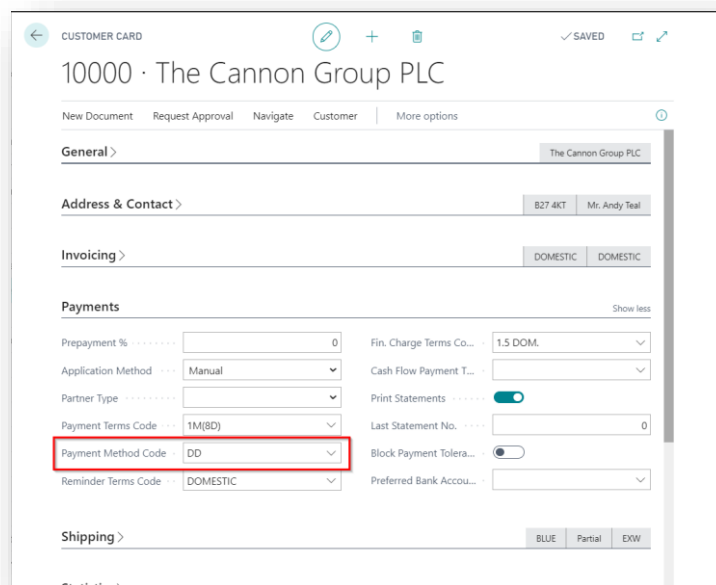 CUSTOMER CARD
SAVED
10000 · The Cannon Group PLC
New Document Request Approval Navigate Customer More options
General The Cannon Group PLC
Address & Contact B27 4KT Mr. Andy Teal
Invoicing DOMESTIC DOMESTIC
Payments Show less
Prepayment % 0 Fin. Charge Terms Co... 1.5 DOM.
Application Method Manual Cash Flow Payment T...
Partner Type Print Statements
Payment Terms Code 1M(8D) Last Statement No. 0
Payment Method Code DD Block Payment Tolera...
Reminder Terms Code DOMESTIC Preferred Bank Accou...
Shipping BLUE Partial EXW